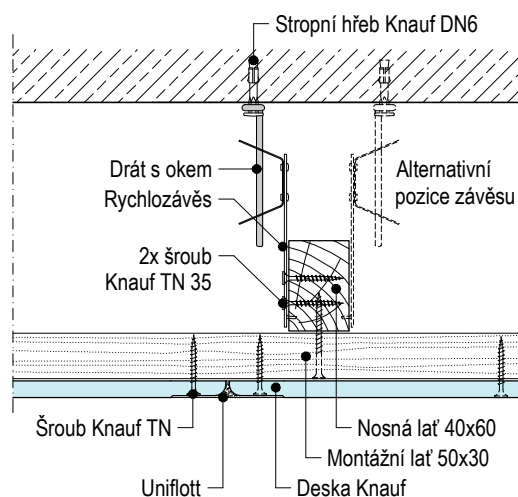 Stropní hřeb Knauf DN6
Drát s okem
Rychlozávěs
Alternativní
pozice závěsu
2x šroub
Knauf TN 35
Šroub Knauf TN
Nosná lať 40x60
Montážní lať 50x30
Uniflott
Deska Knauf